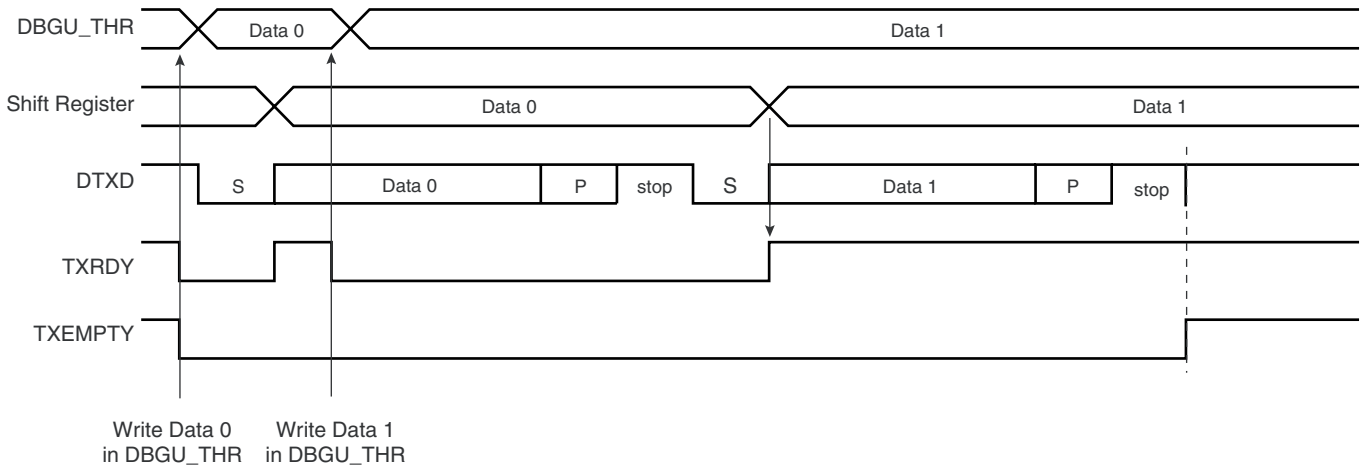 DBGU_THR Data 0 Data 1
Shift Register Data 0 Data 1
DTXD S Data 0 P stop S Data 1 P stop
TXRDY
TXEMPTY
Write Data 0
in DBGU_THR
Write Data 1
in DBGU_THR